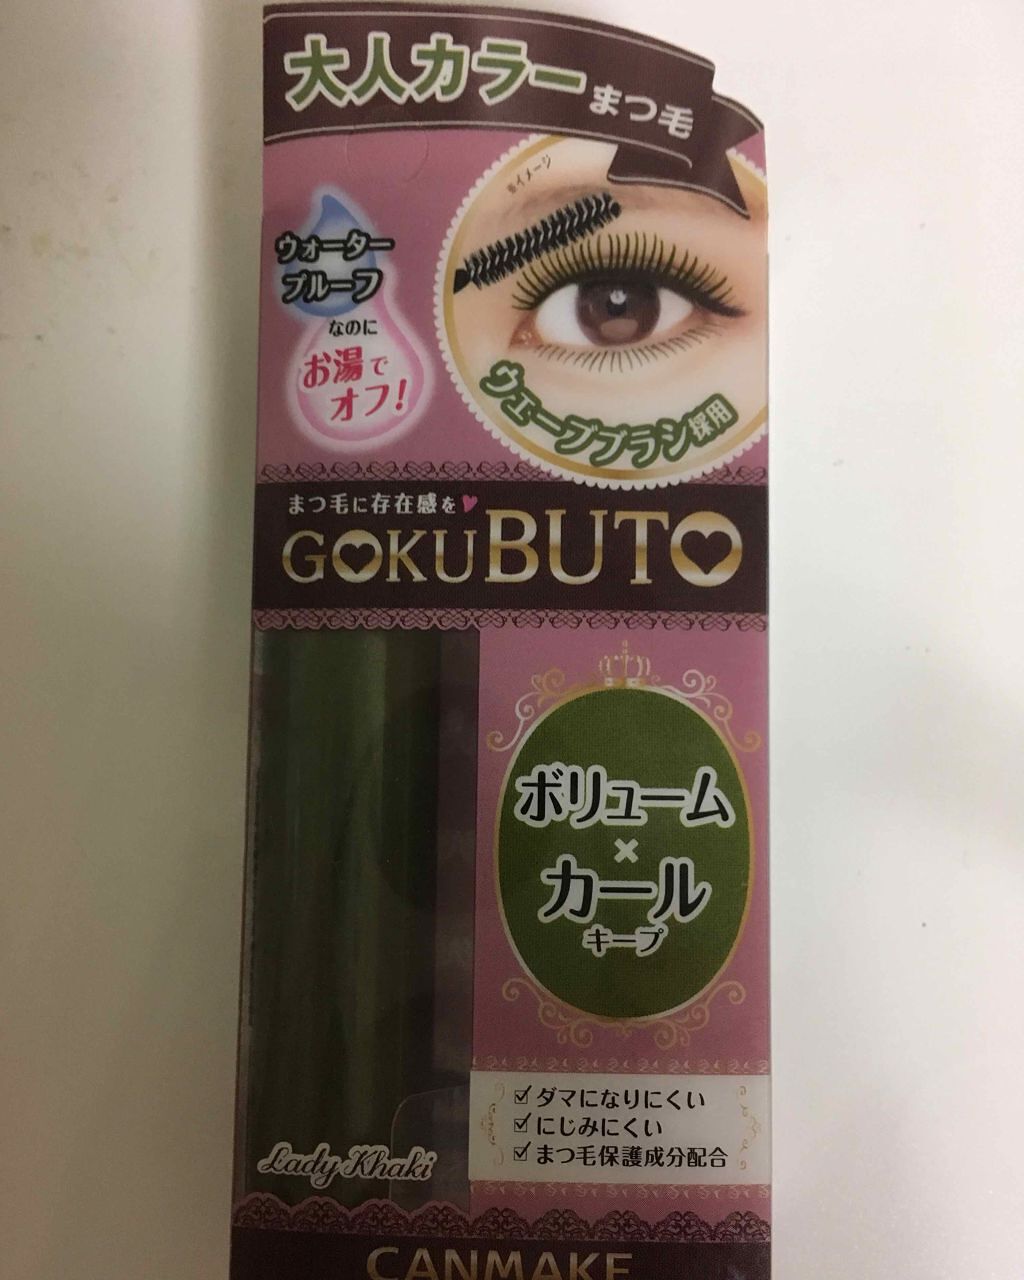 大人カラー
まつ毛
※イメージ
ウォーター
プルーフ
なのに
お湯で
オフ!
ウェーブブラシ採用
まつ毛に存在感を
GOKUBUTO
ボリューム
×
カール
キープ
ダマになりにくい
にじみにくい
まつ毛保護成分配合
Lady Khaki
CANMAKE